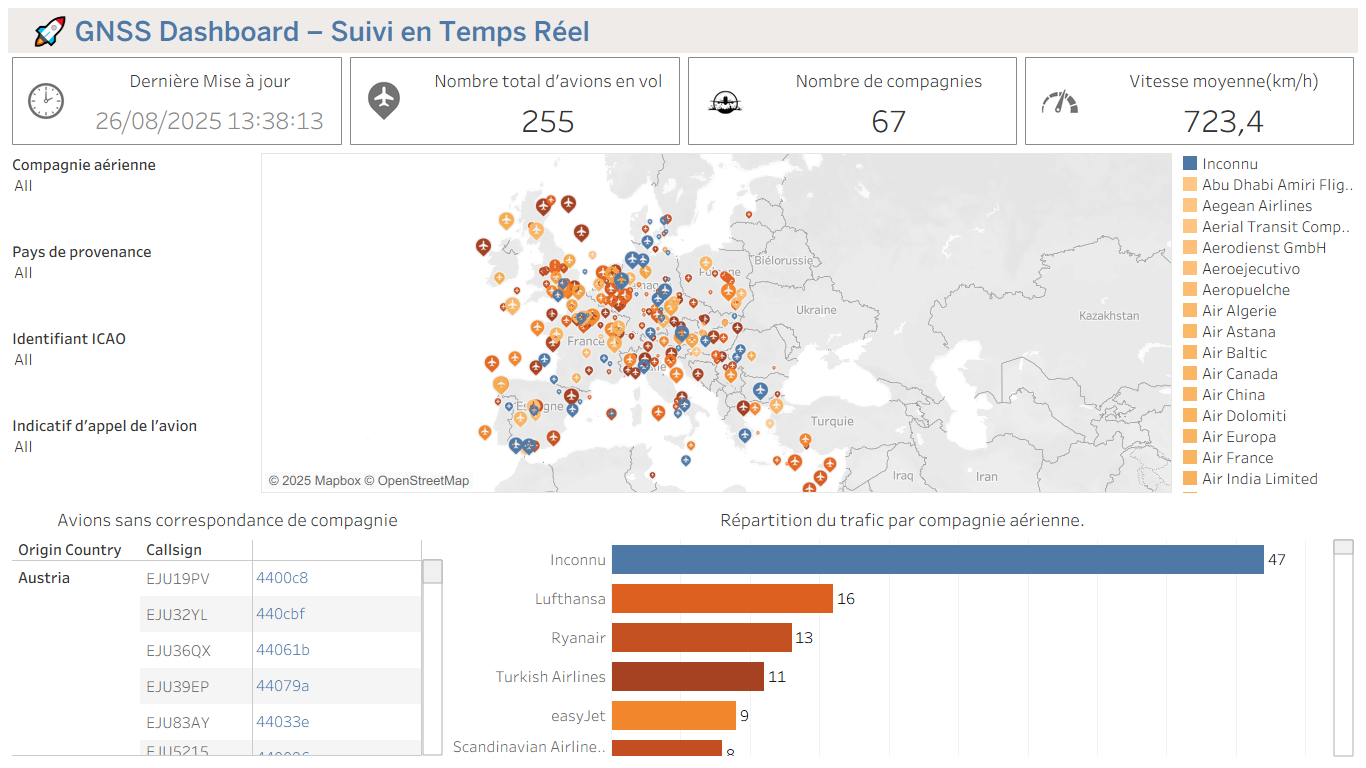 GNSS Dashboard – Suivi en Temps Réel
Dernière Mise à jour
26/08/2025 13:38:13
Nombre total d'avions en vol
255
Nombre de compagnies
67
Vitesse moyenne(km/h)
723,4
Compagnie aérienne
All
Pays de provenance
All
Identifiant ICAO
All
Indicatif d'appel de l'avion
All
Biélorussie
Ukraine
Kazakhstan
France
Espagne
Turquie
Iraq
Iran
© 2025 Mapbox © OpenStreetMap
Inconnu
Abu Dhabi Amiri Flig..
Aegean Airlines
Aerial Transit Comp..
Aerodienst GmbH
Aeroejecutivo
Aeropuelche
Air Algerie
Air Astana
Air Baltic
Air Canada
Air China
Air Dolomiti
Air Europa
Air France
Air India Limited
Avions sans correspondance de compagnie
Origin Country Callsign
Austria EJU19PV 4400c8
EJU32YL 440cbf
EJU36QX 44061b
EJU39EP 44079a
EJU83AY 44033e
EJU5215
Répartition du trafic par compagnie aérienne.
Inconnu 47
Lufthansa 16
Ryanair 13
Turkish Airlines 11
easyJet 9
Scandinavian Airline.. 8